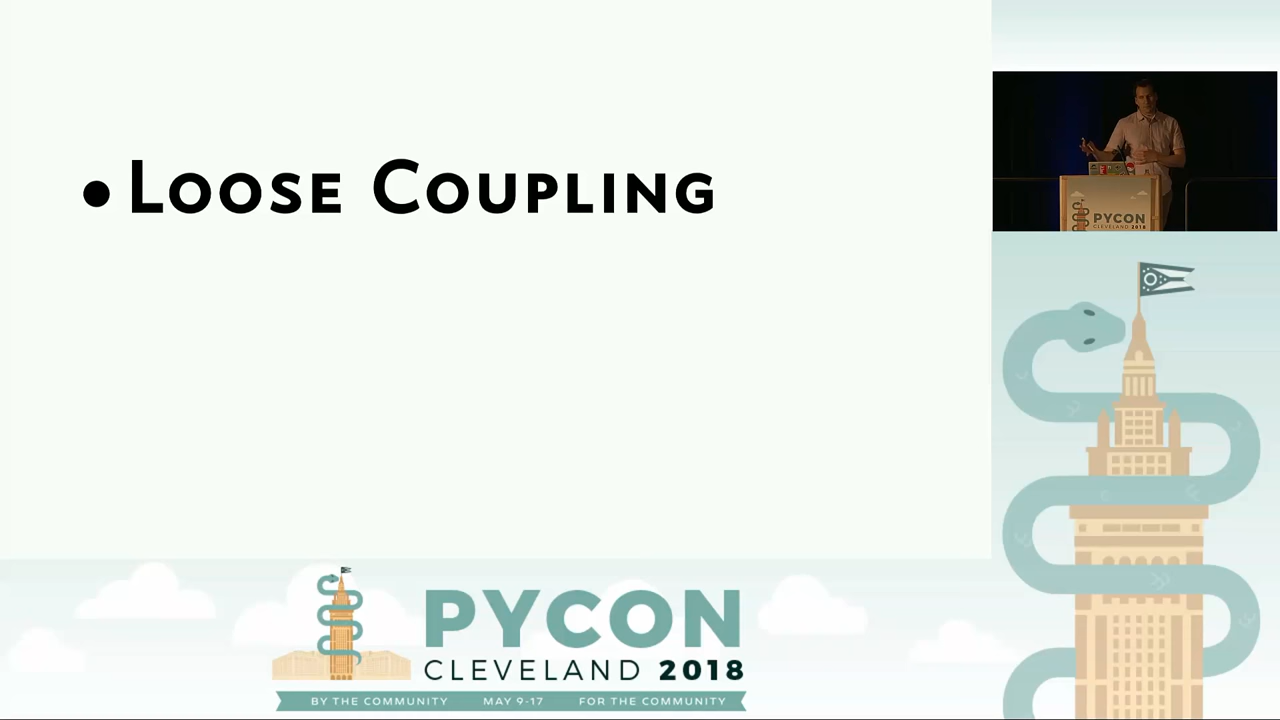 • Loose Coupling
PYCON
CLEVELAND 2018
PYCON
CLEVELAND 2018
BY THE COMMUNITY MAY 9-17 FOR THE COMMUNITY